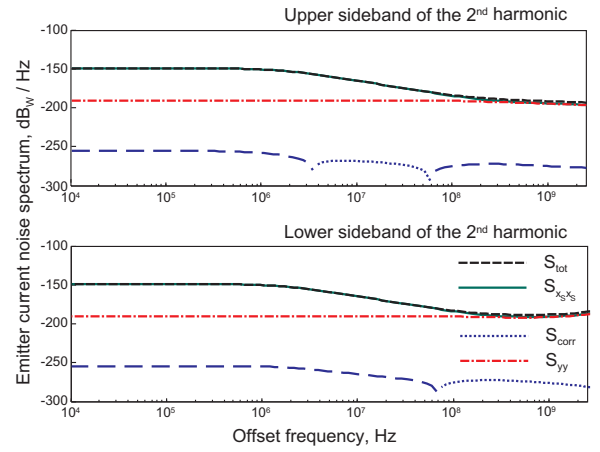 Upper sideband of the 2nd harmonic
-100
-150
-200
-250
-300
10^4 10^5 10^6 10^7 10^8 10^9
Emitter current noise spectrum, dBW / Hz
Lower sideband of the 2nd harmonic
-100
-150
-200
-250
-300
S_tot
S_xSxS
S_corr
S_yy
10^4 10^5 10^6 10^7 10^8 10^9
Offset frequency, Hz